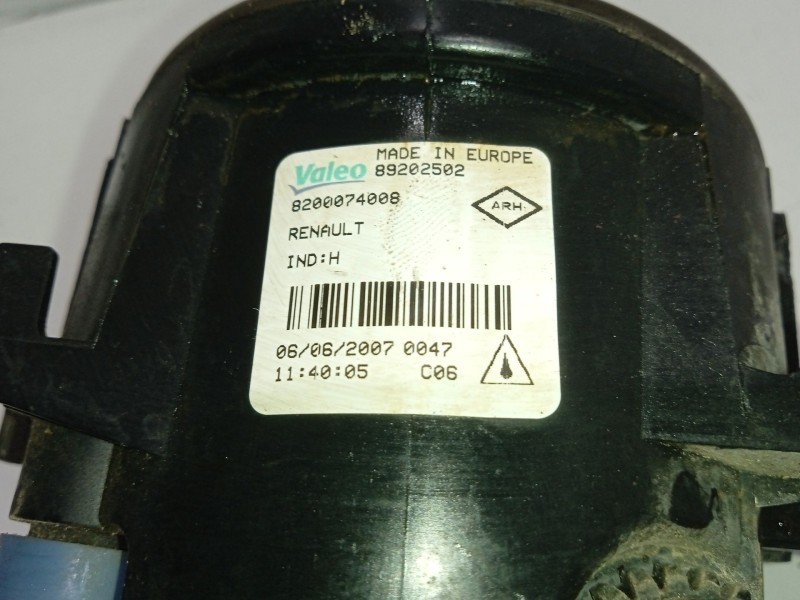 Valeo MADE IN EUROPE
89202502
8200074008
ARH
RENAULT
IND:H
06/06/2007 0047
11:40:05 C06